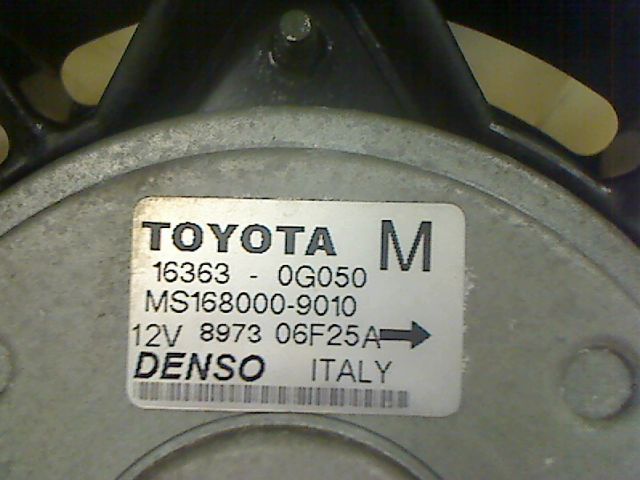 TOYOTA M
16363 - 0G050
MS168000-9010
12V 8973 06F25A
DENSO ITALY